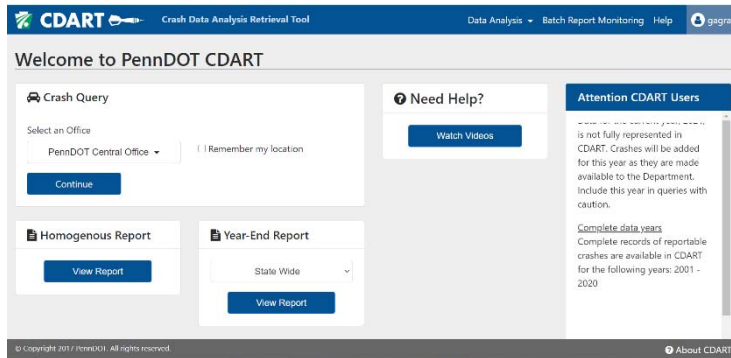 CDART Crash Data Analysis Retrieval Tool Data Analysis Batch Report Monitoring Help gagra
Welcome to PennDOT CDART
Crash Query
Select an Office
PennDOT Central Office
Remember my location
Continue
Need Help?
Watch Videos
Attention CDART Users
is not fully represented in
CDART. Crashes will be added
for this year as they are made
available to the Department.
Include this year in queries with
caution.
Complete data years
Complete records of reportable
crashes are available in CDART
for the following years: 2001 -
2020
Homogenous Report
View Report
Year-End Report
State Wide
View Report
© Copyright 2017 PennDOT. All rights reserved.
About CDART